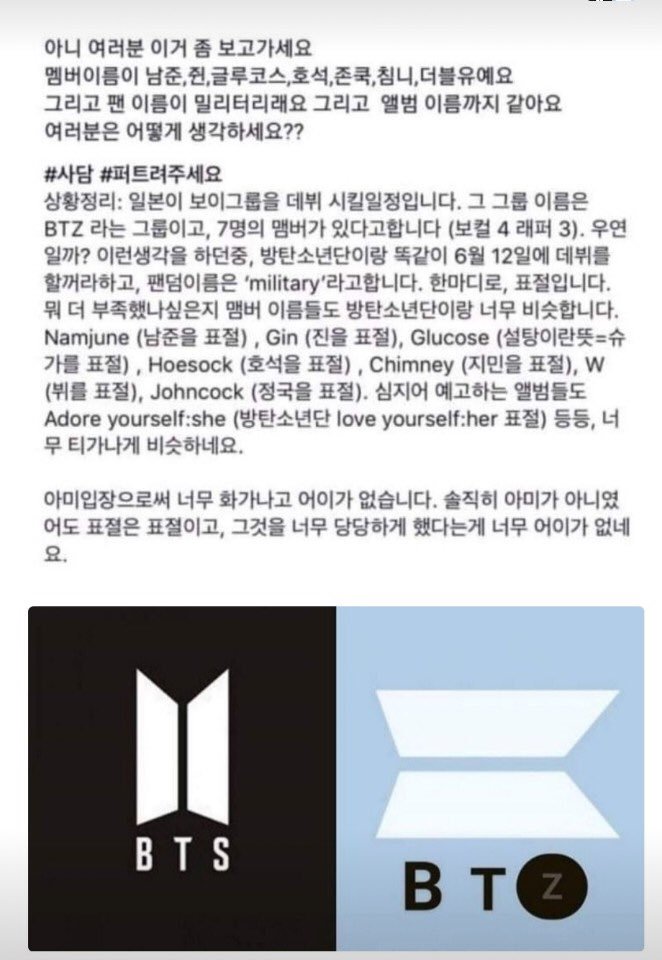 아니 여러분 이거 좀 보고가세요
멤버이름이 남준,쥔,글루코스,호석,존쿡,침니,더블유예요
그리고 팬 이름이 밀리터리래요 그리고  앨범 이름까지 같아요
여러분은 어떻게 생각하세요??
#사담 #퍼트려주세요
상황정리: 일본이 보이그룹을 데뷔 시킬일정입니다. 그 그룹 이름은
BTZ 라는 그룹이고, 7명의 맴버가 있다고합니다 (보컬 4 래퍼 3). 우연
일까? 이런생각을 하던중, 방탄소년단이랑 똑같이 6월 12일에 데뷔를
할꺼라하고, 팬덤이름은 ‘military’라고합니다. 한마디로, 표절입니다.
뭐 더 부족했나싶은지 맴버 이름들도 방탄소년단이랑 너무 비슷합니다.
Namjune (남준을 표절) , Gin (진을 표절), Glucose (설탕이란뜻=슈
가를 표절) , Hoesock (호석을 표절) , Chimney (지민을 표절), W
(뷔를 표절), Johncock (정국을 표절). 심지어 예고하는 앨범들도
Adore yourself:she (방탄소년단 love yourself:her 표절) 등등, 너
무 티가나게 비슷하네요.
아미입장으로써 너무 화가나고 어이가 없습니다. 솔직히 아미가 아니였
어도 표졀은 표졀이고, 그것을 너무 당당하게 했다는게 너무 어이가 없네
요.
BTS
BTZ